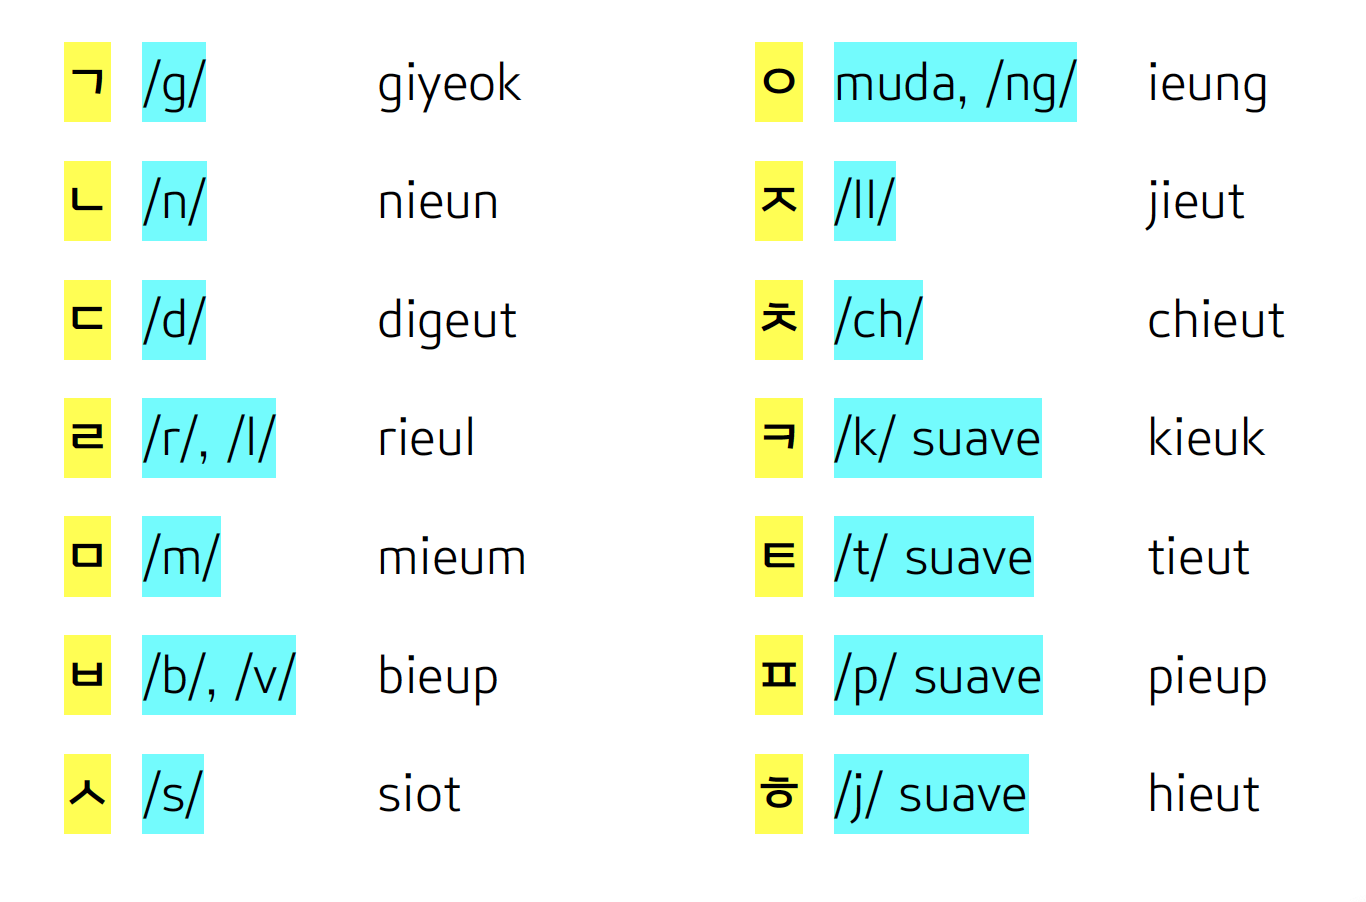 ㄱ /g/ giyeok
ㄴ /n/ nieun
ㄷ /d/ digeut
ㄹ /r/, /l/ rieul
ㅁ /m/ mieum
ㅂ /b/, /v/ bieup
ㅅ /s/ siot
ㅇ muda, /ng/ ieung
ㅈ /ll/ jieut
ㅊ /ch/ chieut
ㅋ /k/ suave kieuk
ㅌ /t/ suave tieut
ㅍ /p/ suave pieup
ㅎ /j/ suave hieut